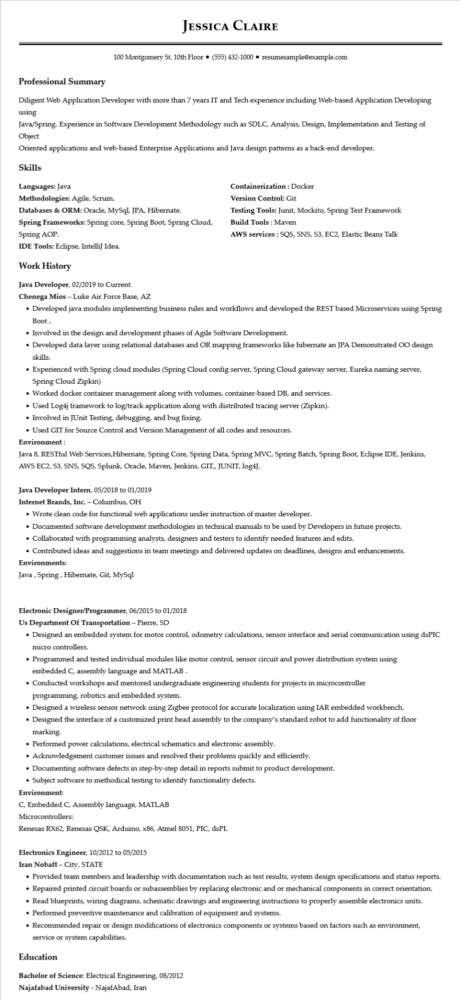 Jessica Claire
100 Montgomery St. 10th Floor ● (555) 432-1000 ● resumesample@example.com
Professional Summary
Diligent Web Application Developer with more than 7 years IT and Tech experience including Web-based Application Developing
using
Java/Spring. Experience in Software Development Methodology such as SDLC, Analysis, Design, Implementation and Testing of
Object
Oriented applications and web-based Enterprise Applications and Java design patterns as a back-end developer.
Skills
Languages: Java
Methodologies: Agile, Scrum.
Databases & ORM: Oracle, MySql, JPA, Hibernate.
Spring Frameworks: Spring core, Spring Boot, Spring Cloud,
Spring AOP.
IDE Tools: Eclipse, IntelliJ Idea.
Containerization : Docker
Version Control: Git
Testing Tools: Junit, Mockito, Spring Test Framework
Build Tools : Maven
AWS services : SQS, SNS, S3, EC2, Elastic Beans Talk
Work History
Java Developer, 02/2019 to Current
Chenega Mios – Luke Air Force Base, AZ
• Developed java modules implementing business rules and workflows and developed the REST based Microservices using Spring
Boot .
• Involved in the design and development phases of Agile Software Development.
• Developed data layer using relational databases and OR mapping frameworks like hibernate an JPA Demonstrated OO design
skills.
• Experienced with Spring cloud modules (Spring Cloud config server, Spring Cloud gateway server, Eureka naming server,
Spring Cloud Zipkin)
• Worked docker container management along with volumes, container-based DB, and services.
• Used Log4j framework to log/track application along with distributed tracing server (Zipkin).
• Involved in JUnit Testing, debugging, and bug fixing.
• Used GIT for Source Control and Version Management of all codes and resources.
Environment :
Java 8, RESTful Web Services,Hibernate, Spring Core, Spring Data, Spring MVC, Spring Batch, Spring Boot, Eclipse IDE, Jenkins,
AWS EC2, S3, SNS, SQS, Splunk, Oracle, Maven, Jenkins, GIT,, JUNIT, log4J.
Java Developer Intern, 05/2018 to 01/2019
Internet Brands, Inc. – Columbus, OH
• Wrote clean code for functional web applications under instruction of master developer.
• Documented software development methodologies in technical manuals to be used by Developers in future projects.
• Collaborated with programming analysts, designers and testers to identify needed features and edits.
• Contributed ideas and suggestions in team meetings and delivered updates on deadlines, designs and enhancements.
Environments:
Java , Spring , Hibernate, Git, MySql
Electronic Designer/Programmer, 06/2015 to 01/2018
Us Department Of Transportation – Pierre, SD
• Designed an embedded system for motor control, odometry calculations, sensor interface and serial communication using dsPIC
micro controllers.
• Programmed and tested individual modules like motor control, sensor circuit and power distribution system using
embedded C, assembly language and MATLAB .
• Conducted workshops and mentored undergraduate engineering students for projects in microcontroller
programming, robotics and embedded system.
• Designed a wireless sensor network using Zigbee protocol for accurate localization using IAR embedded workbench.
• Designed the interface of a customized print head assembly to the company's standard robot to add functionality of floor
marking.
• Performed power calculations, electrical schematics and electronic assembly.
• Acknowledgement customer issues and resolved their problems quickly and efficiently.
• Documenting software defects in step-by-step detail in reports submit to product development.
• Subject software to methodical testing to identify functionality defects.
Environment:
C, Embedded C, Assembly language, MATLAB
Microcontrollers:
Renesas RX62, Renesas QSK, Arduino, x86, Atmel 8051, PIC, dsPI.
Electronics Engineer, 10/2012 to 05/2015
Iran Nobaft – City, STATE
• Provided team members and leadership with documentation such as test results, system design specifications and status reports.
• Repaired printed circuit boards or subassemblies by replacing electronic and or mechanical components in correct orientation.
• Read blueprints, wiring diagrams, schematic drawings and engineering instructions to properly assemble electronics units.
• Performed preventive maintenance and calibration of equipment and systems.
• Recommended repair or design modifications of electronics components or systems based on factors such as environment,
service or system capabilities.
Education
Bachelor of Science: Electrical Engineering, 08/2012
Najafabad University - NajafAbad, Iran